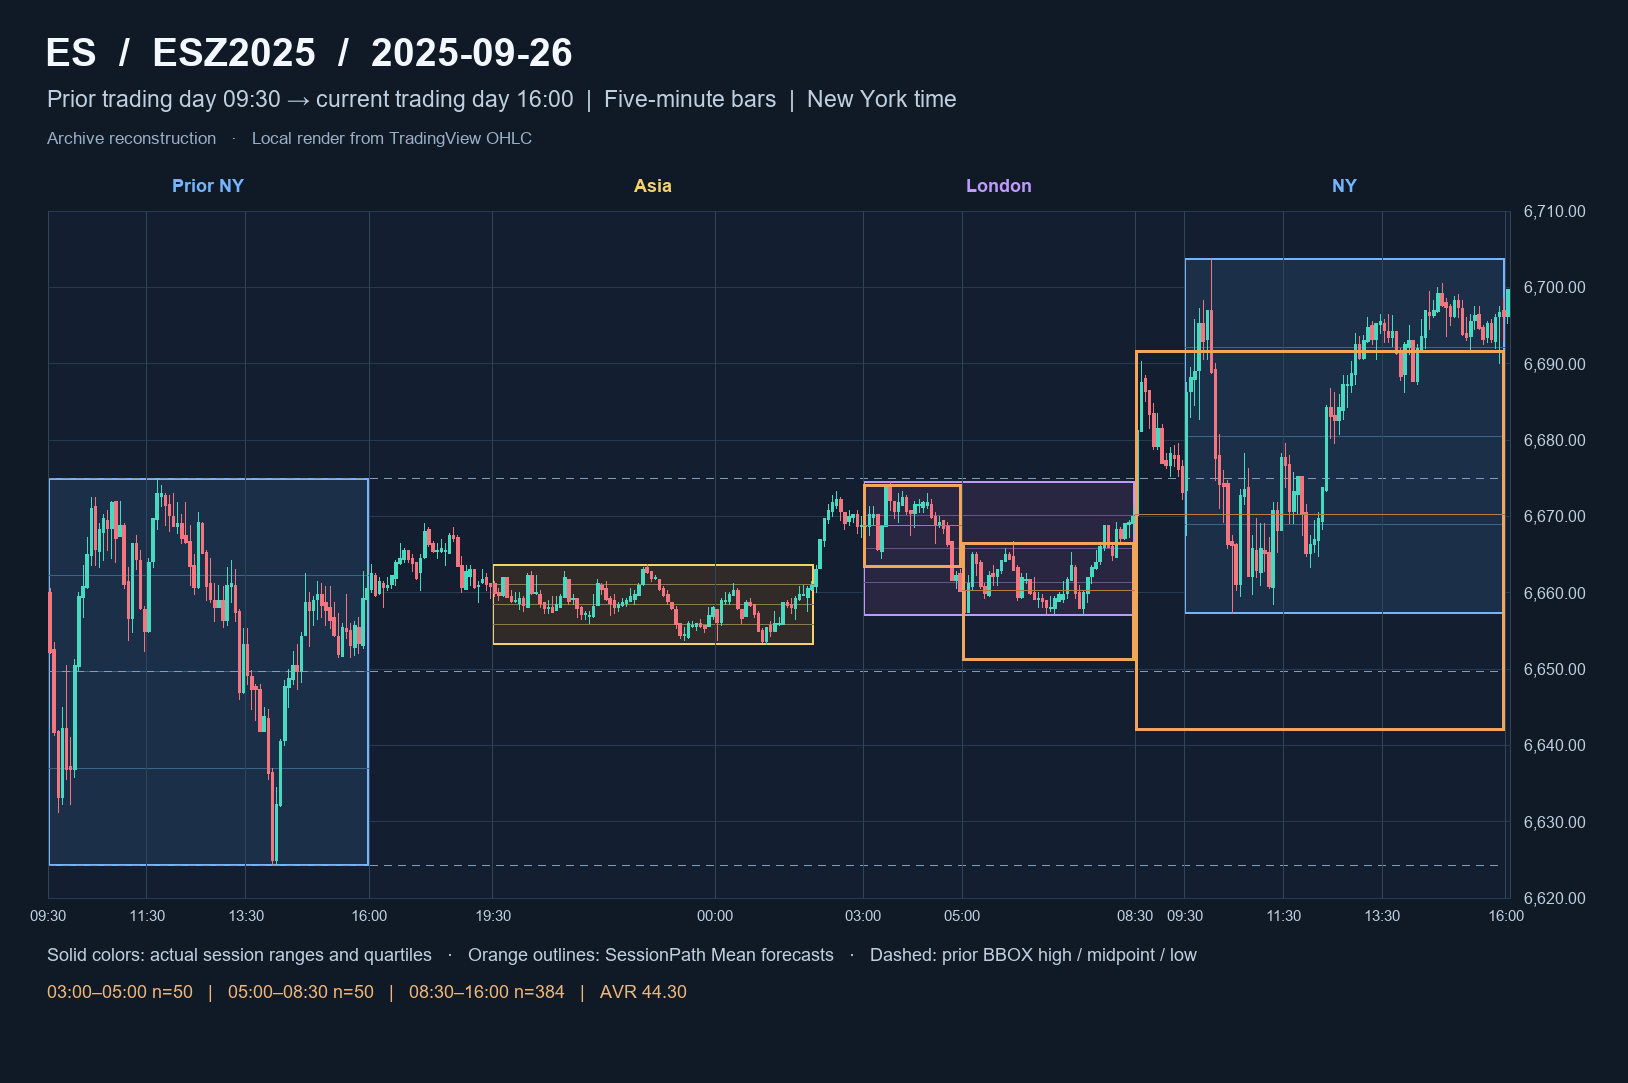 ES / ESZ2025 / 2025-09-26
Prior trading day 09:30 → current trading day 16:00 | Five-minute bars | New York time
Archive reconstruction · Local render from TradingView OHLC
Prior NY Asia London NY
6,710.00
6,700.00
6,690.00
6,680.00
6,670.00
6,660.00
6,650.00
6,640.00
6,630.00
6,620.00
09:30 11:30 13:30 16:00 19:30 00:00 03:00 05:00 08:30 09:30 11:30 13:30 16:00
Solid colors: actual session ranges and quartiles · Orange outlines: SessionPath Mean forecasts · Dashed: prior BBOX high / midpoint / low
03:00–05:00 n=50 | 05:00–08:30 n=50 | 08:30–16:00 n=384 | AVR 44.30